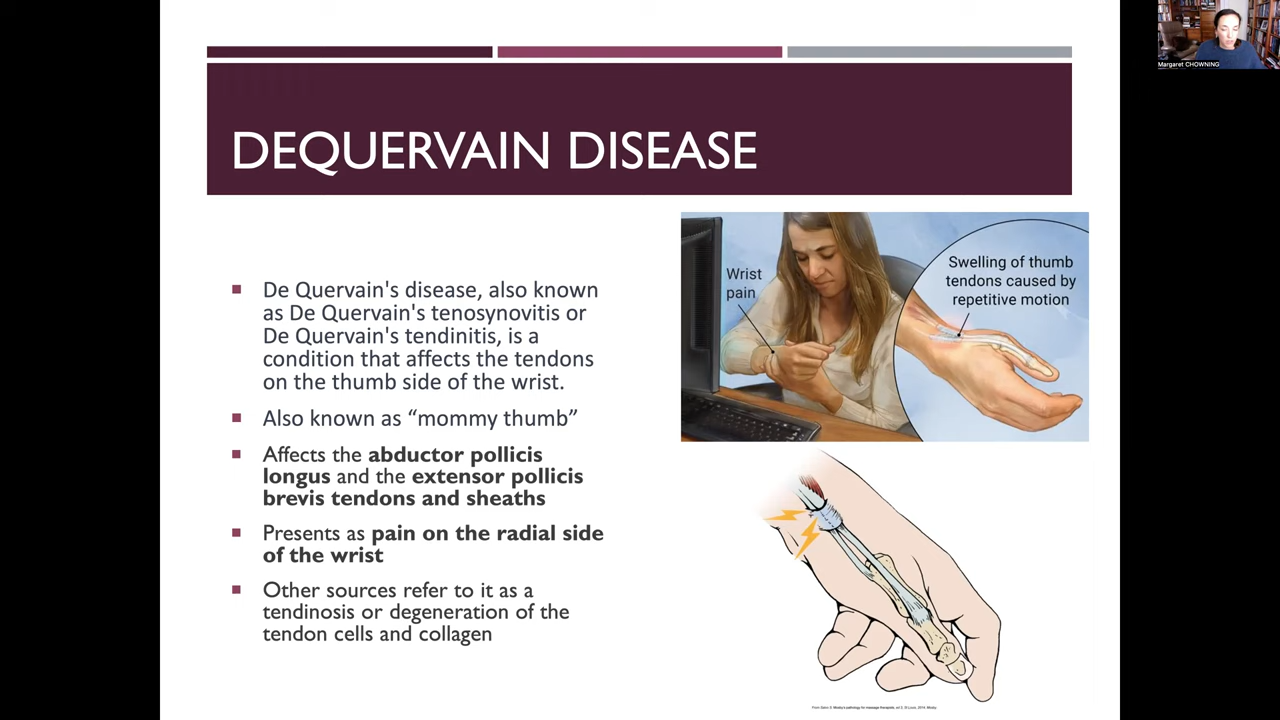 Margaret CHOWNING
DEQUERVAIN DISEASE
De Quervain's disease, also known
as De Quervain's tenosynovitis or
De Quervain's tendinitis, is a
condition that affects the tendons
on the thumb side of the wrist.
Also known as “mommy thumb”
Affects the abductor pollicis
longus and the extensor pollicis
brevis tendons and sheaths
Presents as pain on the radial side
of the wrist
Other sources refer to it as a
tendinosis or degeneration of the
tendon cells and collagen
Wrist
pain
Swelling of thumb
tendons caused by
repetitive motion